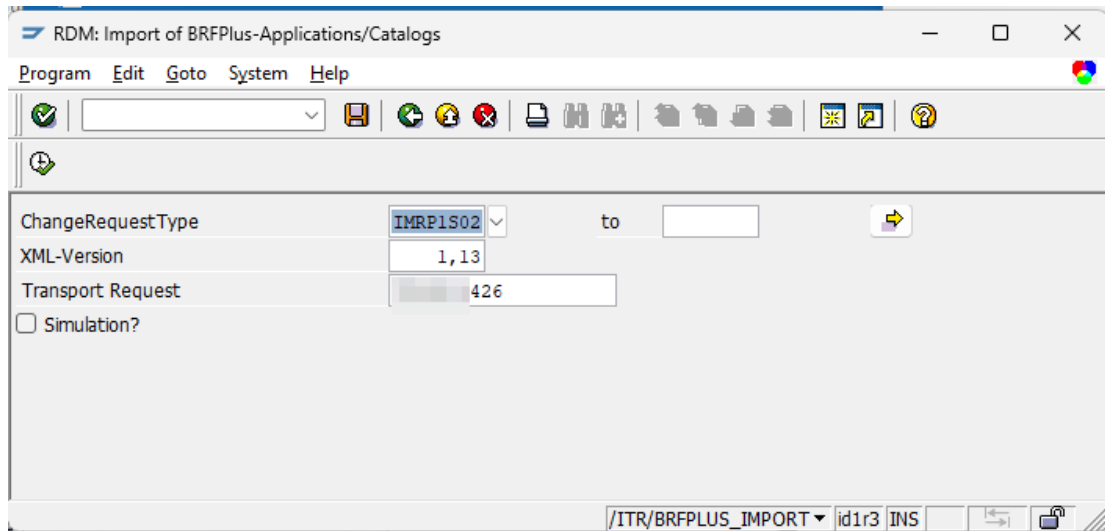 RDM: Import of BRFPlus-Applications/Catalogs
Program Edit Goto System Help
ChangeRequestType IMRP1S02 to
XML-Version 1,13
Transport Request 426
Simulation?
/ITR/BRFPLUS_IMPORT id1r3 INS